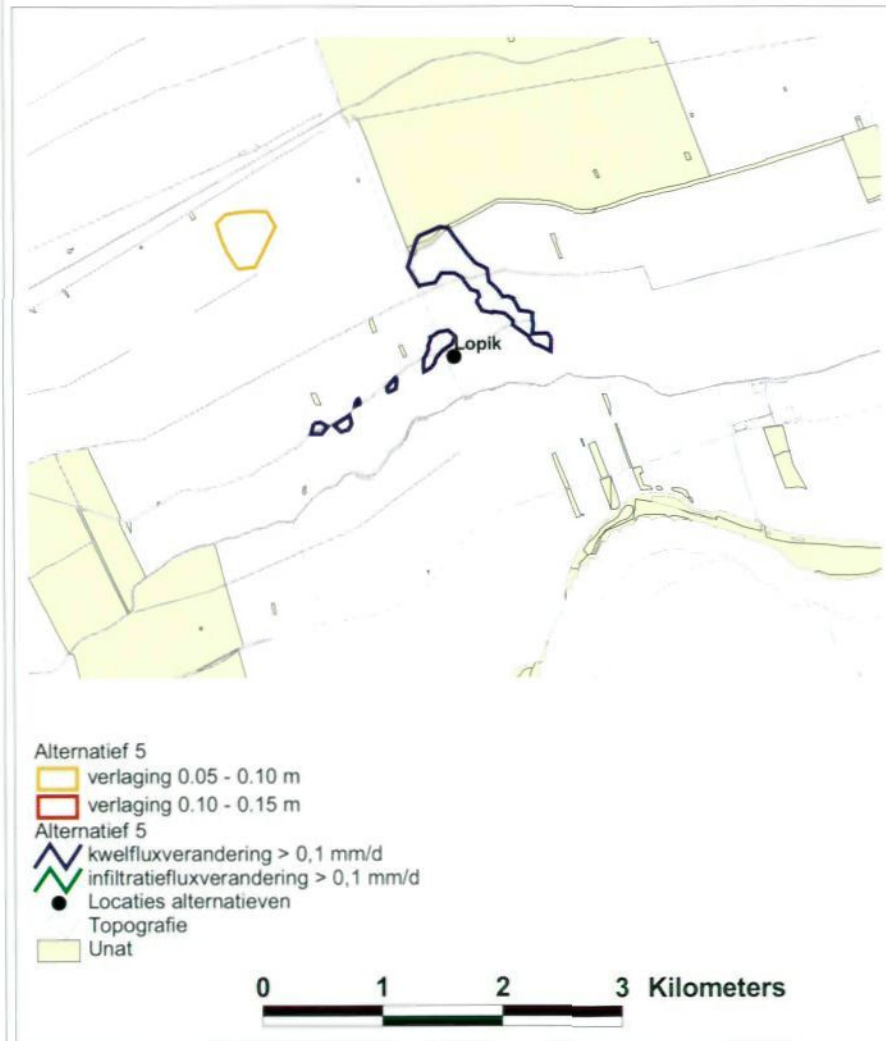 Lopik
Alternatief 5
verlaging 0.05 - 0.10 m
verlaging 0.10 - 0.15 m
Alternatief 5
kwelfluxverandering > 0,1 mm/d
infiltratiefluxverandering > 0,1 mm/d
Locaties alternatieven
Topografie
Unat
0 1 2 3 Kilometers